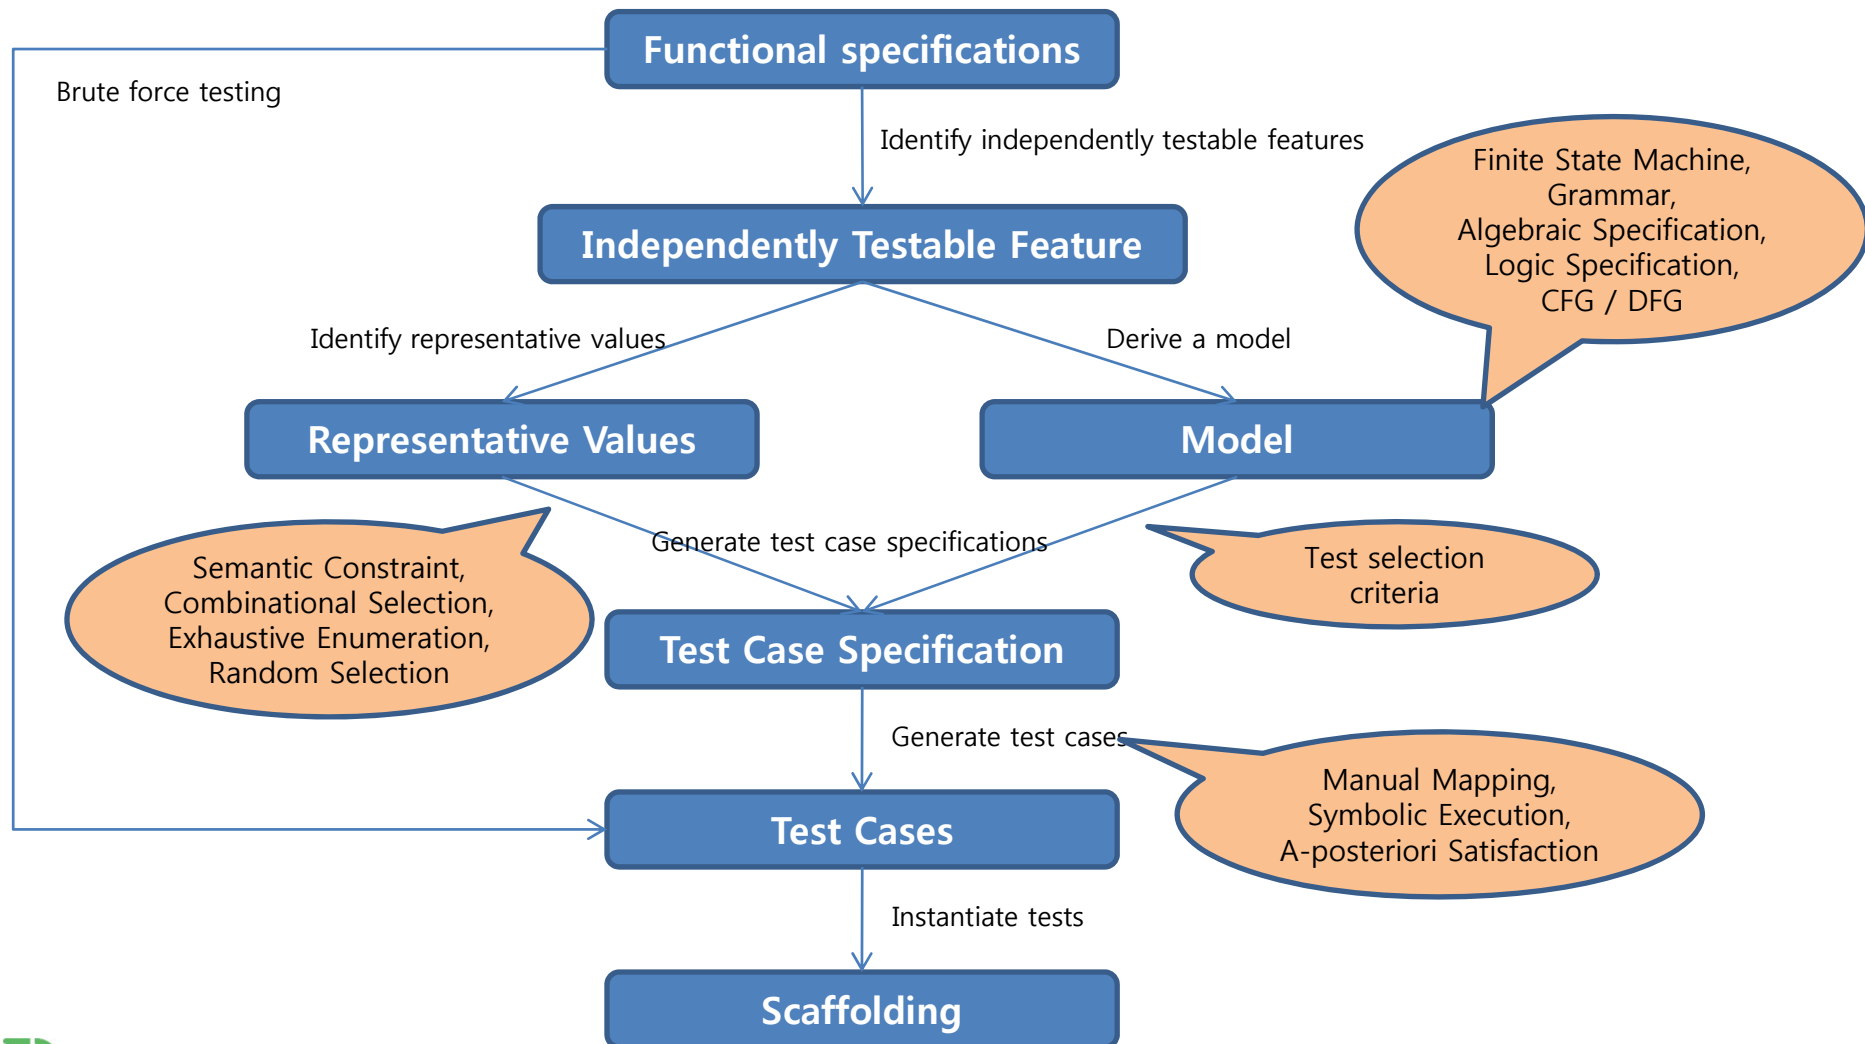 Functional specifications
Brute force testing
Identify independently testable features
Finite State Machine,
Grammar,
Algebraic Specification,
Logic Specification,
CFG / DFG
Independently Testable Feature
Identify representative values
Derive a model
Representative Values
Model
Generate test case specifications
Semantic Constraint,
Combinational Selection,
Exhaustive Enumeration,
Random Selection
Test selection
criteria
Test Case Specification
Generate test cases
Manual Mapping,
Symbolic Execution,
A-posteriori Satisfaction
Test Cases
Instantiate tests
Scaffolding